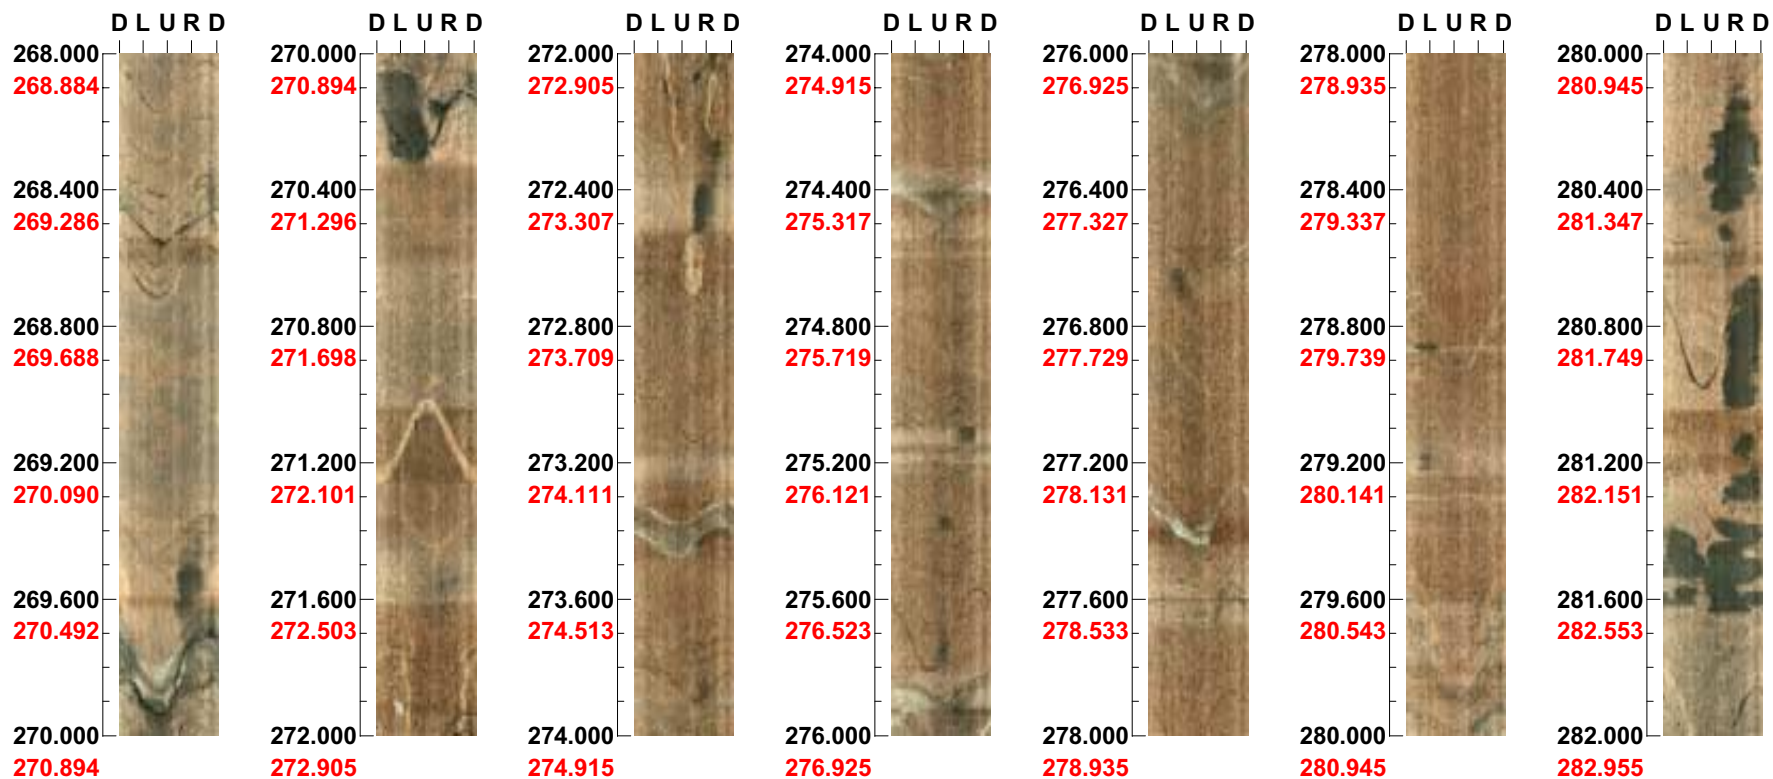 D L U R D D L U R D D L U R D D L U R D D L U R D D L U R D D L U R D
268.000 270.000 272.000 274.000 276.000 278.000 280.000
268.884 270.894 272.905 274.915 276.925 278.935 280.945
268.400 270.400 272.400 274.400 276.400 278.400 280.400
269.286 271.296 273.307 275.317 277.327 279.337 281.347
268.800 270.800 272.800 274.800 276.800 278.800 280.800
269.688 271.698 273.709 275.719 277.729 279.739 281.749
269.200 271.200 273.200 275.200 277.200 279.200 281.200
270.090 272.101 274.111 276.121 278.131 280.141 282.151
269.600 271.600 273.600 275.600 277.600 279.600 281.600
270.492 272.503 274.513 276.523 278.533 280.543 282.553
270.000 272.000 274.000 276.000 278.000 280.000 282.000
270.894 272.905 274.915 276.925 278.935 280.945 282.955